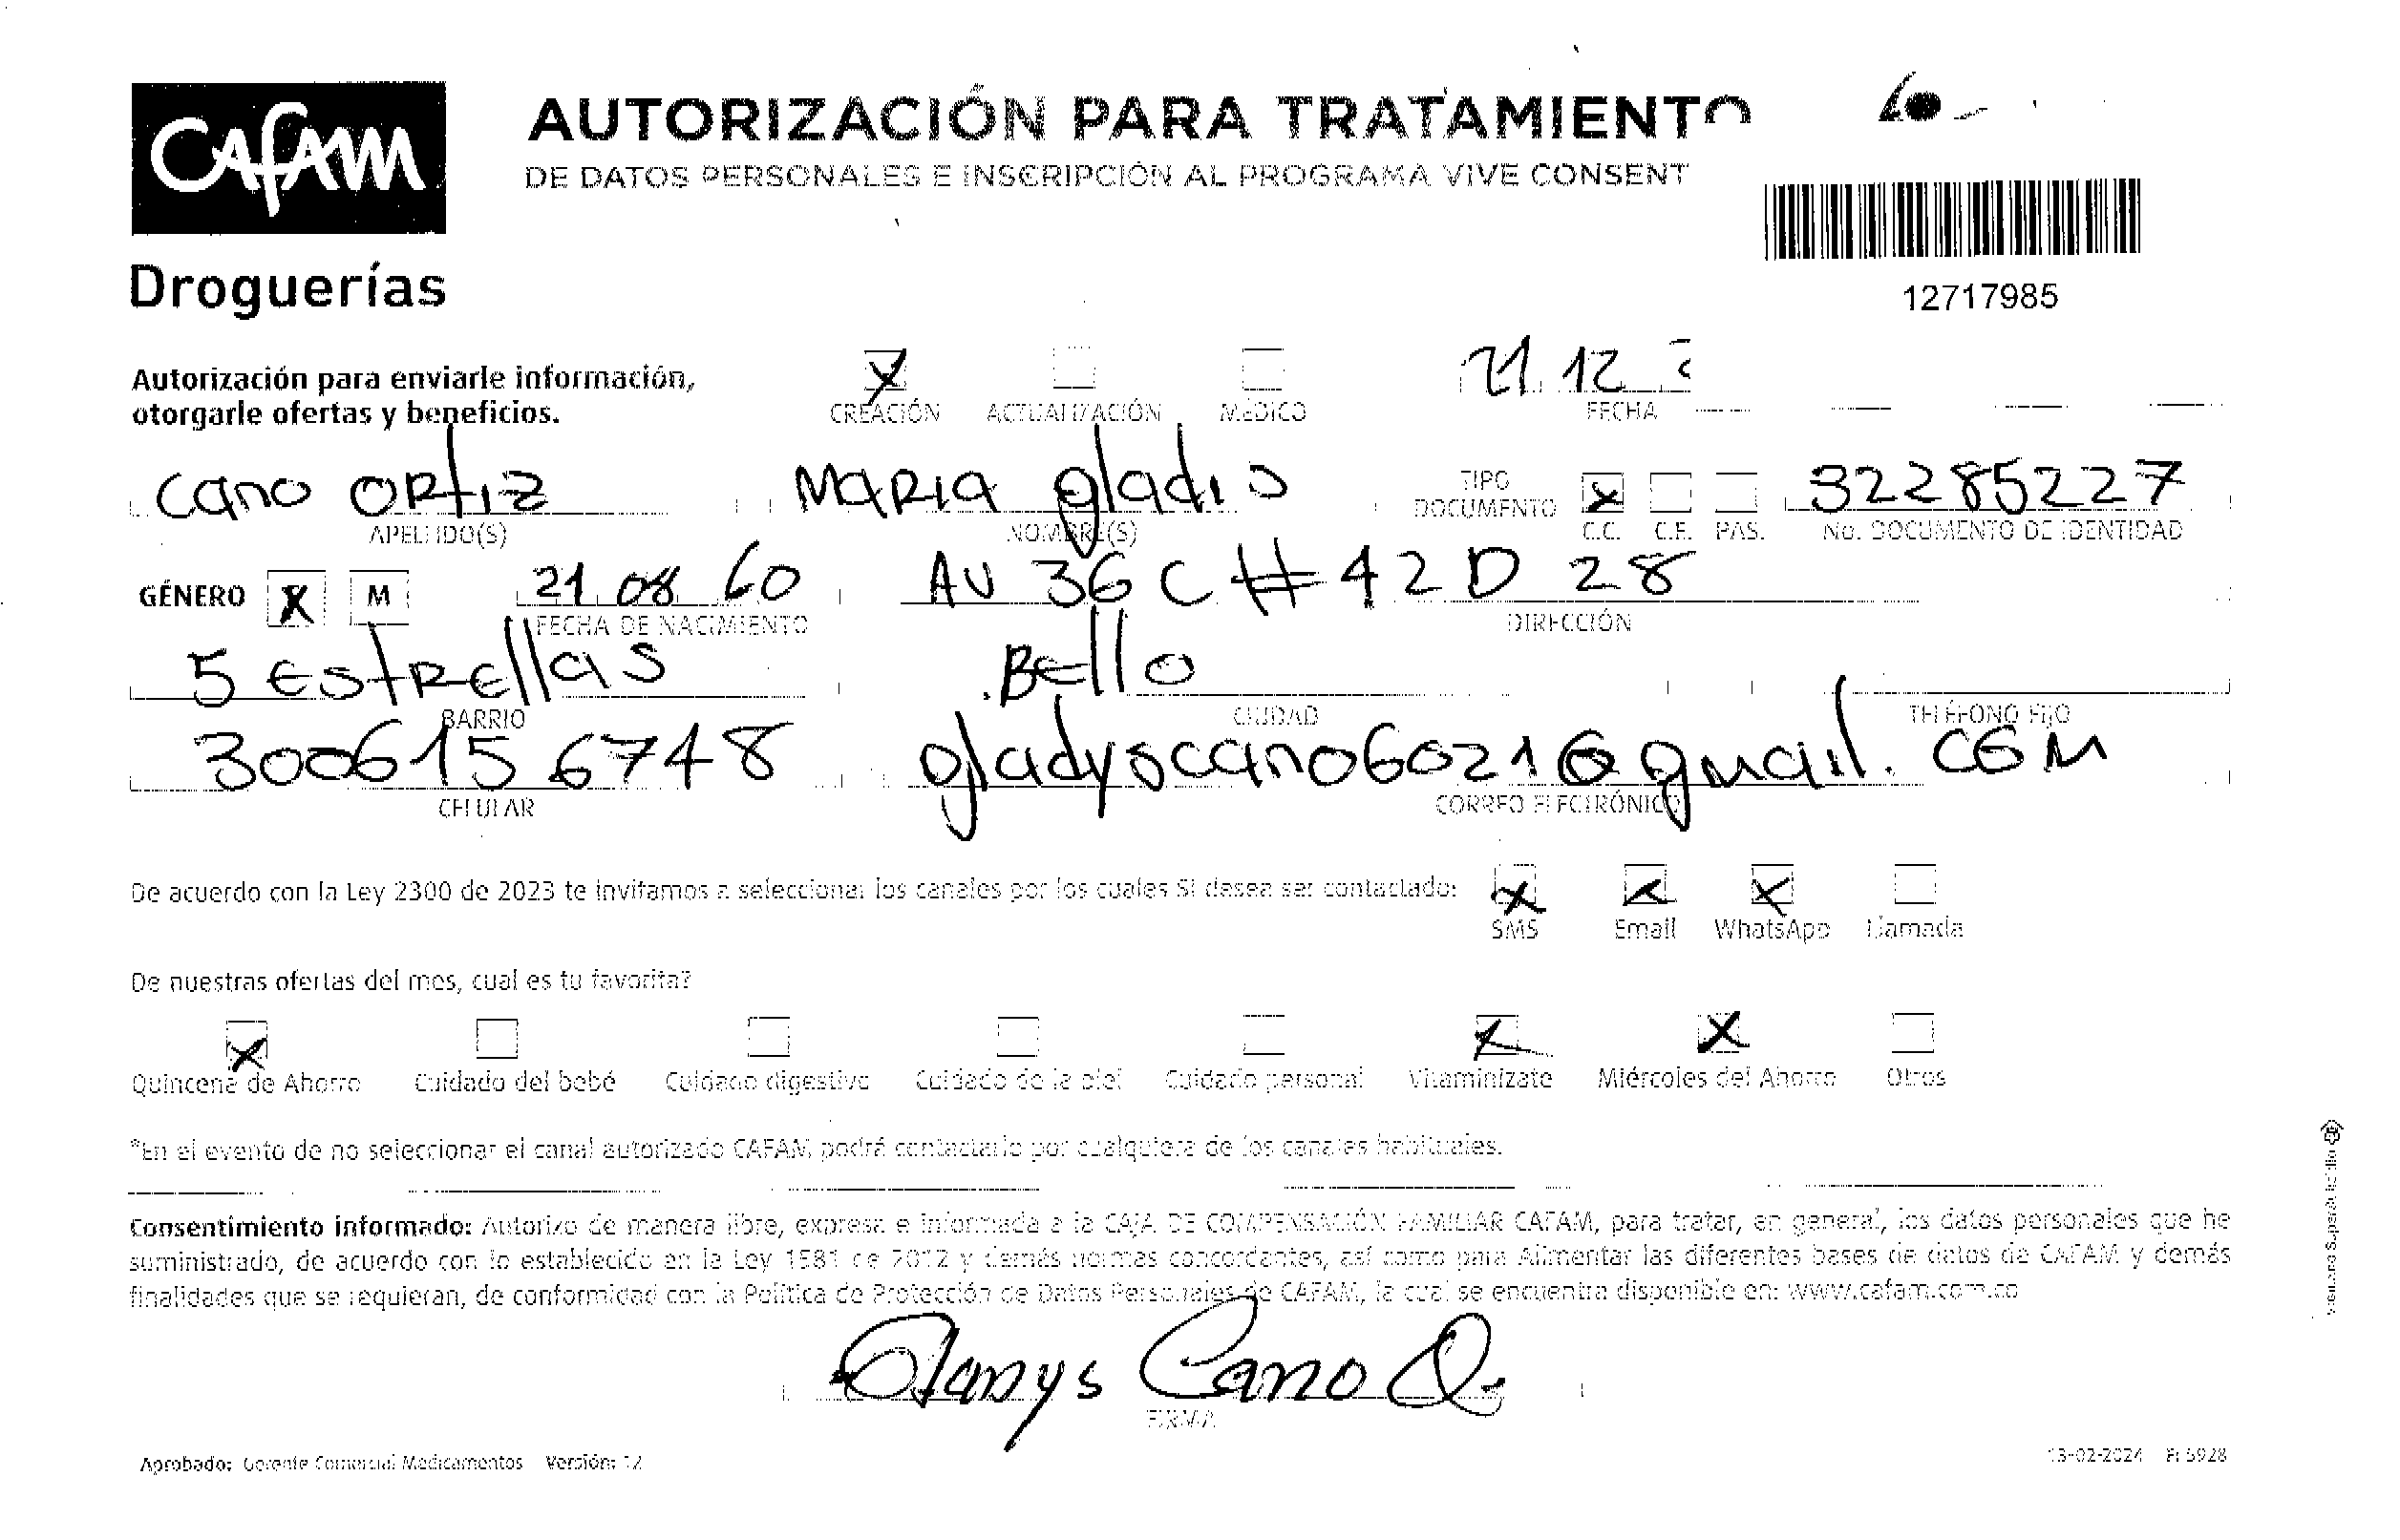 CAFAM
Droguerías
AUTORIZACIÓN PARA TRATAMIENTO
DE DATOS PERSONALES E INSCRIPCIÓN AL PROGRAMA VIVE CONSENT
12717985
Autorización para enviarle información,
otorgarle ofertas y beneficios.
X CREACIÓN ACTUALIZACIÓN MÉDICO
21 12
FECHA
Cano ORtiz MARIA gladis X 32285227
APELLIDO(S) NOMBRE(S) TIPO DOCUMENTO C.C. C.E. PAS. No. DOCUMENTO DE IDENTIDAD
GÉNERO X M 21 08 60 AV 36 C # 42 D 28
FECHA DE NACIMIENTO DIRECCIÓN
5 EstRellas Bello
BARRIO CIUDAD TELÉFONO FIJO
300615 6748 gladyscano6021@gmail.com
CELULAR CORREO ELECTRÓNICO
De acuerdo con la Ley 2300 de 2023 te invitamos a seleccionar los canales por los cuales SI desea ser contactado:
X SMS X Email X WhatsApp Llamada
De nuestras ofertas del mes, cual es tu favorita?
X Quincena de Ahorro Cuidado del bebé Cuidado digestivo Cuidado de la piel Cuidado personal X Vitaminízate X Miércoles del Ahorro Otros
*En el evento de no seleccionar el canal autorizado CAFAM, podrá contactarlo por cualquiera de los canales habituales.
Consentimiento informado: Autorizo de manera libre, expresa e informada a la CAJA DE COMPENSACIÓN FAMILIAR CAFAM, para tratar, en general, los datos personales que he
suministrado, de acuerdo con lo establecido en la Ley 1581 de 2012 y demás normas concordantes, así como para Alimentar las diferentes bases de datos de CAFAM y demás
finalidades que se requieran, de conformidad con la Política de Protección de Datos Personales de CAFAM, la cual se encuentra disponible en: www.cafam.com.co
Gladys Cano O.
FIRMA
Aprobado: Gerente Comercial Medicamentos Versión: 12
13-02-2024 F: 5928